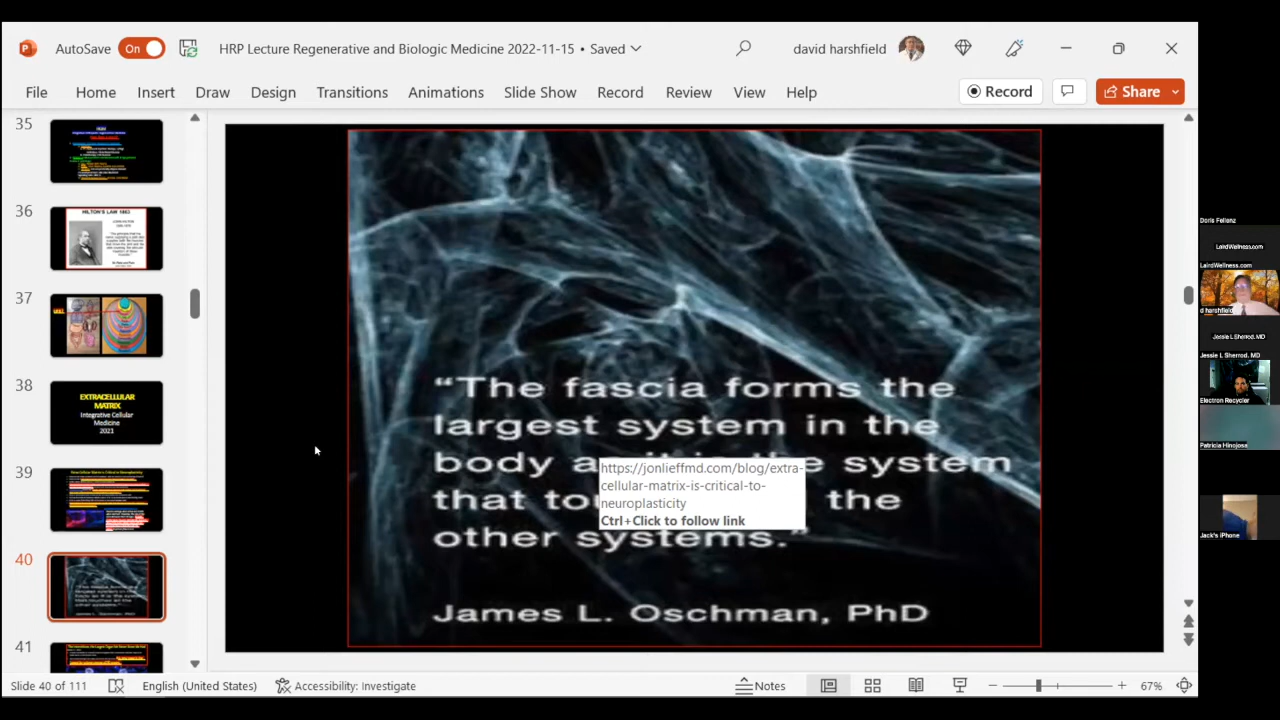 AutoSave On HRP Lecture Regenerative and Biologic Medicine 2022-11-15 • Saved david harshfield
File Home Insert Draw Design Transitions Animations Slide Show Record Review View Help Record Share
35
36
HILTON'S LAW 1863
37
38
EXTRACELLULAR
MATRIX
Integrative Cellular
Medicine
2021
39
40
41
“The fascia forms the
largest system in the
body system
that the
other systems.”
James L. Oschman, PhD
https://jonlieffmd.com/blog/extra-
cellular-matrix-is-critical-to-
neuroplasticity
Ctrl+Click to follow link
Doris Fellenz
LairdWellness.com
LairdWellness.com
d harshfield
Jessie L Sherrod, MD
Jessie L Sherrod, MD
Electron Recycler
Patricia Hinojosa
Jack's iPhone
Slide 40 of 111 English (United States) Accessibility: Investigate Notes 67%